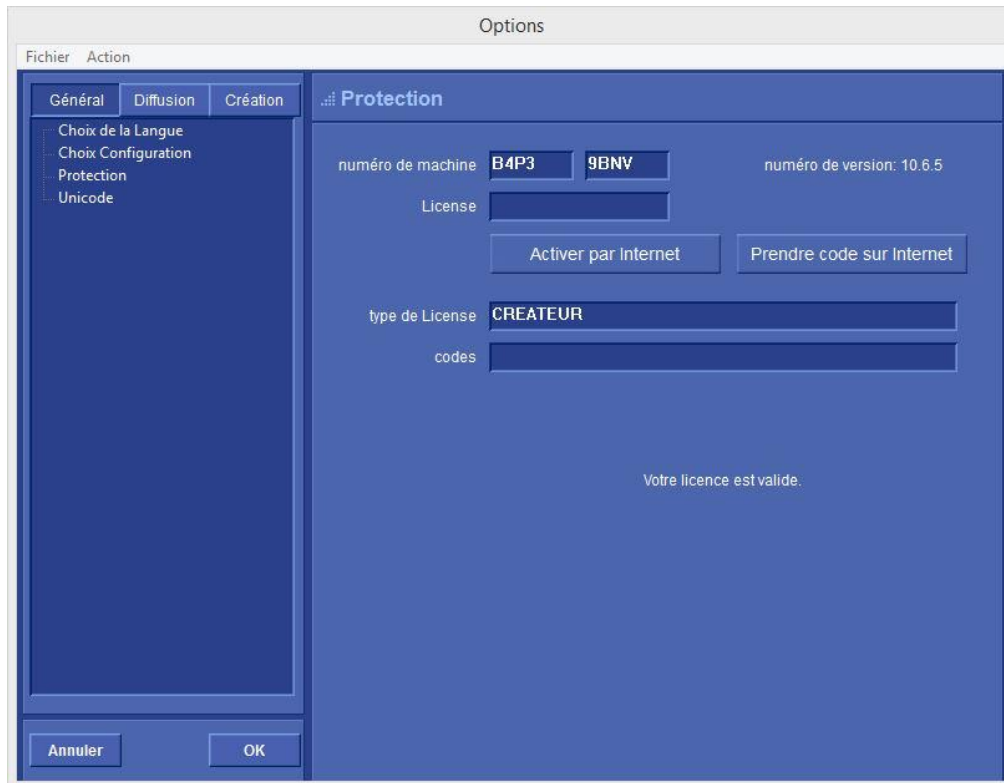 Options
Fichier Action
Général Diffusion Création
Choix de la Langue
Choix Configuration
Protection
Unicode
Annuler OK
Protection
numéro de machine B4P3 9BNV numéro de version: 10.6.5
License
Activer par Internet Prendre code sur Internet
type de License CREATEUR
codes
Votre licence est valide.